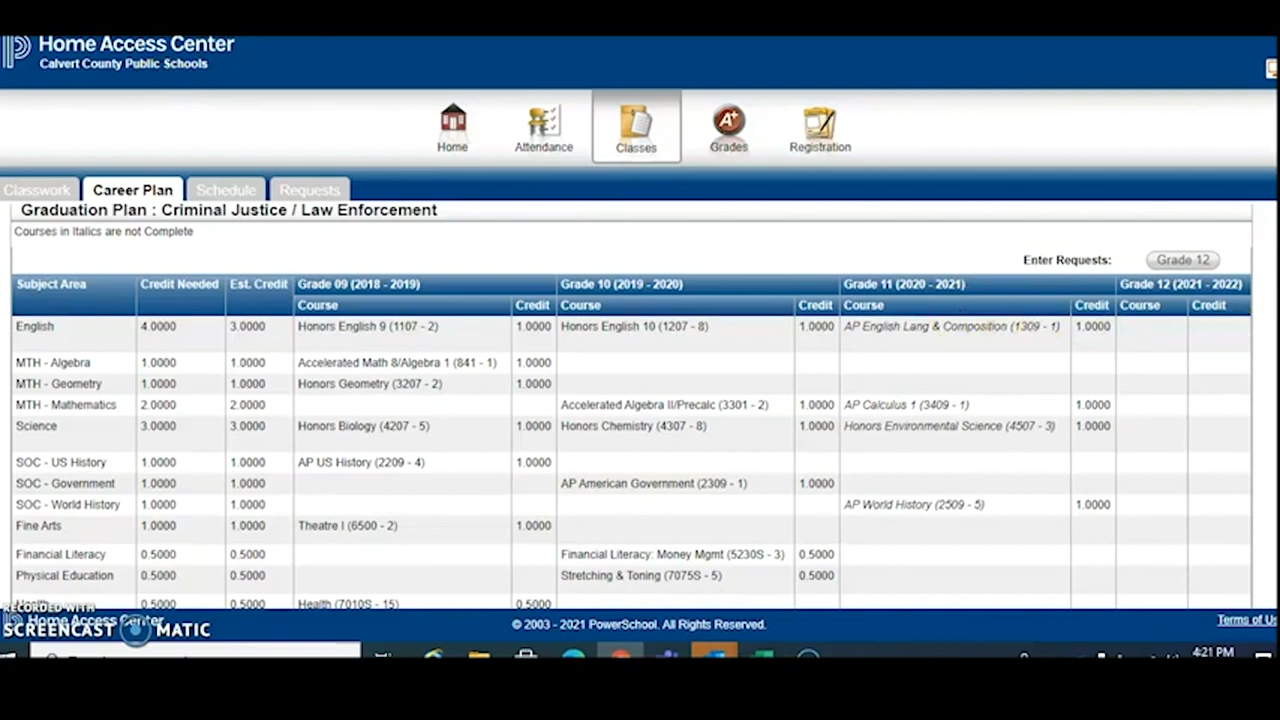 Home Access Center
Calvert County Public Schools
Home Attendance Classes Grades Registration
Classwork Career Plan Schedule Requests
Graduation Plan : Criminal Justice / Law Enforcement
Courses in Italics are not Complete
Enter Requests: Grade 12
Subject Area Credit Needed Est. Credit Grade 09 (2018 - 2019) Grade 10 (2019 - 2020) Grade 11 (2020 - 2021) Grade 12 (2021 - 2022)
Course Credit Course Credit Course Credit Course Credit
English 4.0000 3.0000 Honors English 9 (1107 - 2) 1.0000 Honors English 10 (1207 - 8) 1.0000 AP English Lang & Composition (1309 - 1) 1.0000
MTH - Algebra 1.0000 1.0000 Accelerated Math 8/Algebra 1 (841 - 1) 1.0000
MTH - Geometry 1.0000 1.0000 Honors Geometry (3207 - 2) 1.0000
MTH - Mathematics 2.0000 2.0000 Accelerated Algebra II/Precalc (3301 - 2) 1.0000 AP Calculus 1 (3409 - 1) 1.0000
Science 3.0000 3.0000 Honors Biology (4207 - 5) 1.0000 Honors Chemistry (4307 - 8) 1.0000 Honors Environmental Science (4507 - 3) 1.0000
SOC - US History 1.0000 1.0000 AP US History (2209 - 4) 1.0000
SOC - Government 1.0000 1.0000 AP American Government (2309 - 1) 1.0000
SOC - World History 1.0000 1.0000 AP World History (2509 - 5) 1.0000
Fine Arts 1.0000 1.0000 Theatre I (6500 - 2) 1.0000
Financial Literacy 0.5000 0.5000 Financial Literacy: Money Mgmt (5230S - 3) 0.5000
Physical Education 0.5000 0.5000 Stretching & Toning (7075S - 5) 0.5000
Health 0.5000 0.5000 Health (7010S - 15) 0.5000
RECORDED WITH
Home Access Center
SCREENCAST MATIC
© 2003 - 2021 PowerSchool. All Rights Reserved.
Terms of Us
4:21 PM